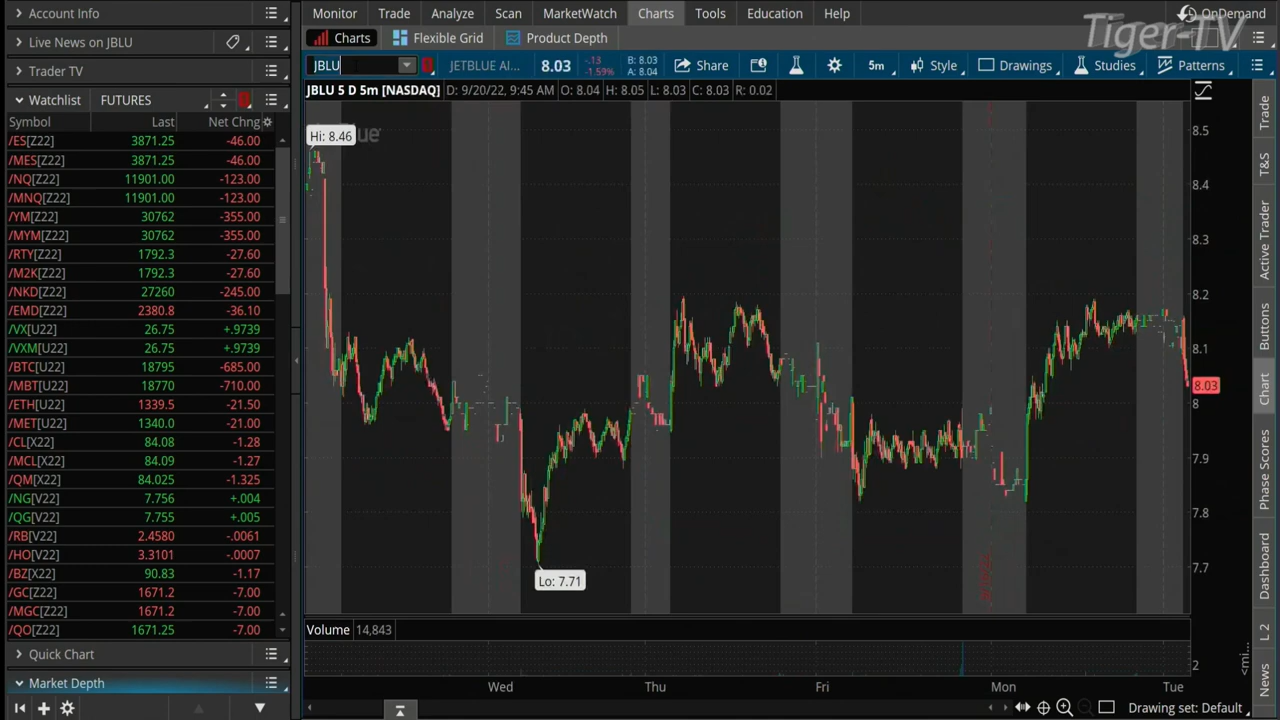 Account Info
Live News on JBLU
Trader TV
Watchlist FUTURES
Symbol Last Net Chng
/ES[Z22] 3871.25 -46.00
/MES[Z22] 3871.25 -46.00
/NQ[Z22] 11901.00 -123.00
/MNQ[Z22] 11901.00 -123.00
/YM[Z22] 30762 -355.00
/MYM[Z22] 30762 -355.00
/RTY[Z22] 1792.3 -27.60
/M2K[Z22] 1792.3 -27.60
/NKD[Z22] 27260 -245.00
/EMD[Z22] 2380.8 -36.10
/VX[U22] 26.75 +.9739
/VXM[U22] 26.75 +.9739
/BTC[U22] 18795 -685.00
/MBT[U22] 18770 -710.00
/ETH[U22] 1339.5 -21.50
/MET[U22] 1340.0 -21.00
/CL[X22] 84.08 -1.28
/MCL[X22] 84.09 -1.27
/QM[X22] 84.025 -1.325
/NG[V22] 7.756 +.004
/QG[V22] 7.755 +.005
/RB[V22] 2.4580 -.0061
/HO[V22] 3.3101 -.0007
/BZ[X22] 90.83 -1.17
/GC[Z22] 1671.2 -7.00
/MGC[Z22] 1671.2 -7.00
/QO[Z22] 1671.25 -7.00
Quick Chart
Market Depth
Monitor Trade Analyze Scan MarketWatch Charts Tools Education Help
OnDemand
Tiger-TV
Charts Flexible Grid Product Depth
JBLU JETBLUE AI... 8.03 -.13 -1.59% B: 8.03 A: 8.04 Share 5m Style Drawings Studies Patterns
JBLU 5 D 5m [NASDAQ] D: 9/20/22, 9:45 AM O: 8.04 H: 8.05 L: 8.03 C: 8.03 R: 0.02
Hi: 8.46
Lo: 7.71
8.5
8.4
8.3
8.2
8.1
8.03
8
7.9
7.8
7.7
Volume 14,843
2
<mi...
Wed Thu Fri Mon Tue
Drawing set: Default
Trade
T&S
Active Trader
Buttons
Chart
Phase Scores
Dashboard
L 2
News